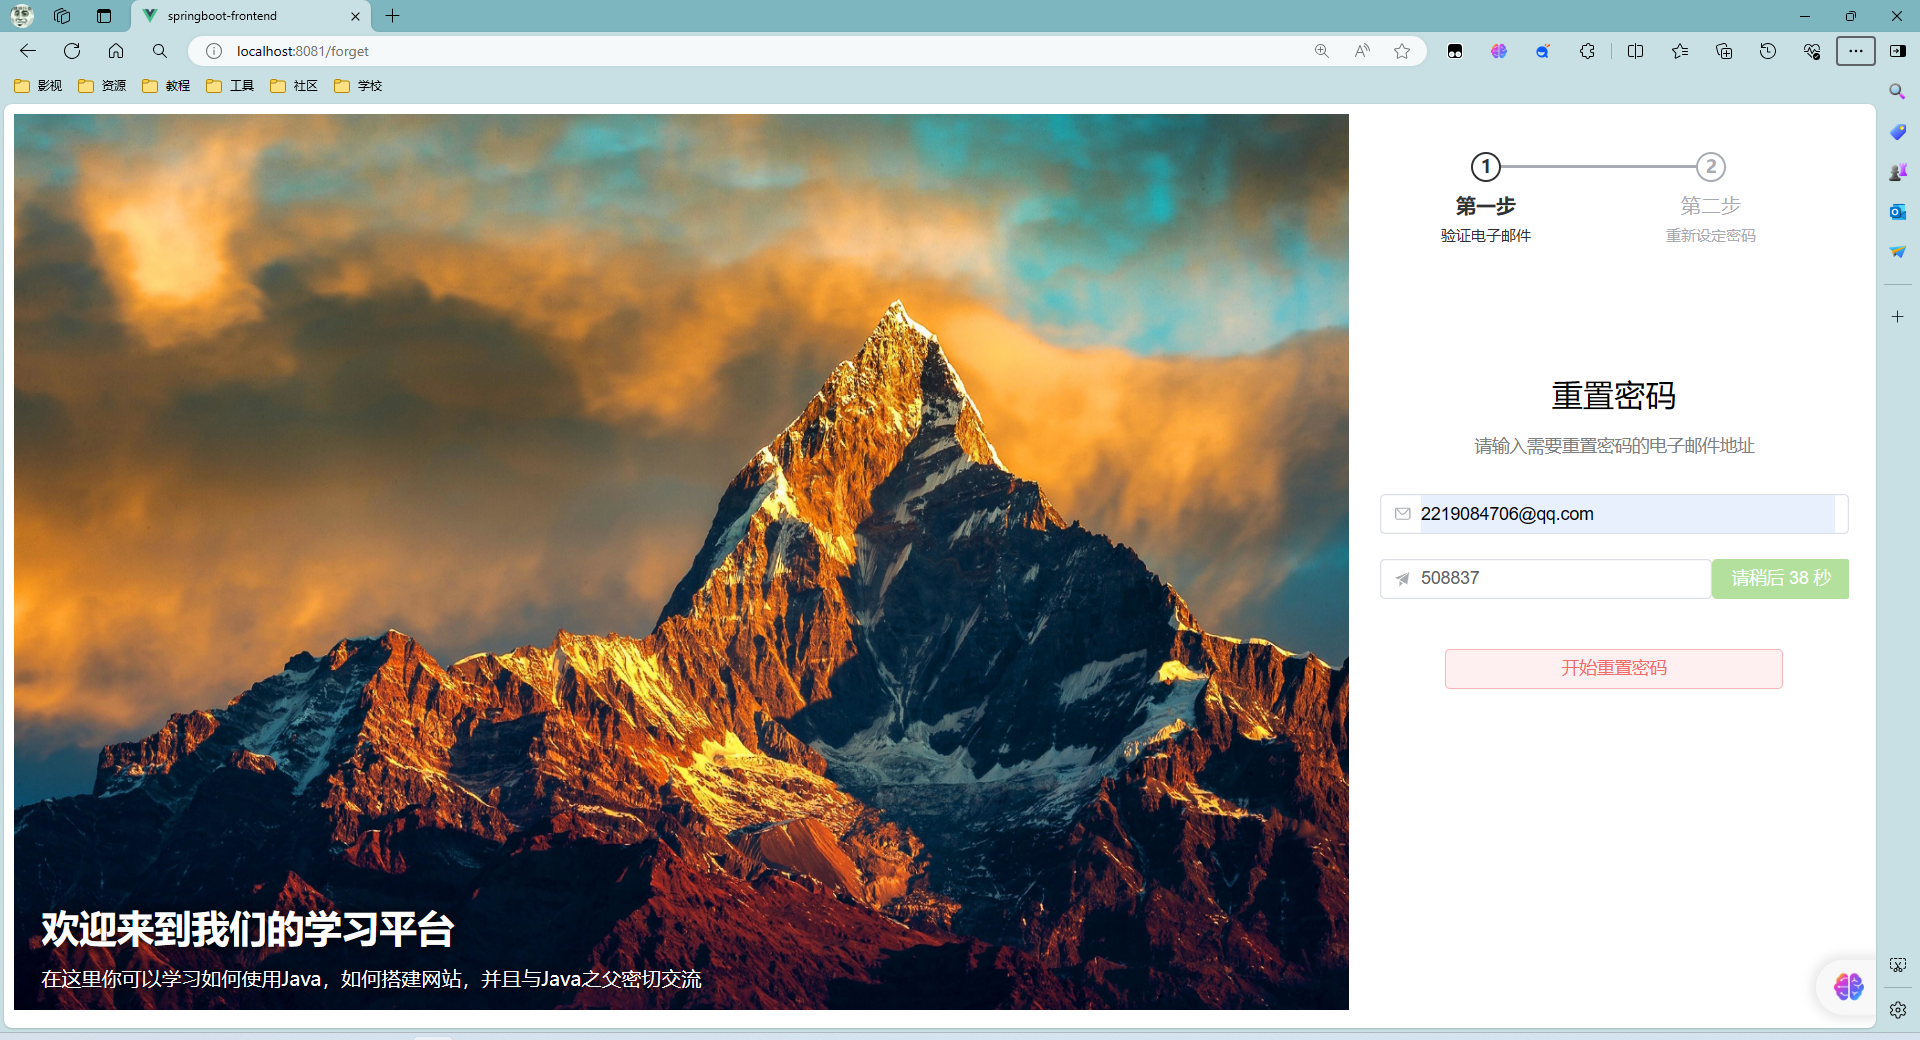 springboot-frontend
localhost:8081/forget
影视
资源
教程
工具
社区
学校
1
2
第一步
第二步
验证电子邮件
重新设定密码
重置密码
请输入需要重置密码的电子邮件地址
2219084706@qq.com
508837
请稍后 38 秒
开始重置密码
欢迎来到我们的学习平台
在这里你可以学习如何使用Java，如何搭建网站，并且与Java之父密切交流